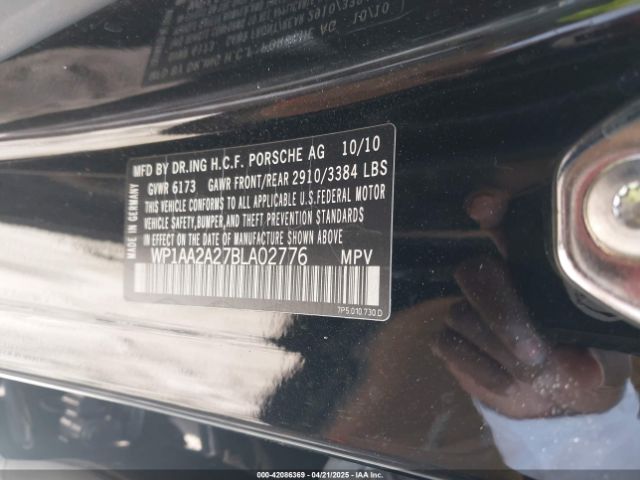 MFD BY DR.ING H.C.F. PORSCHE AG 10/10
GVWR 6173 GAWR FRONT/REAR 2910/3384 LBS
THIS VEHICLE CONFORMS TO ALL APPLICABLE U.S.FEDERAL MOTOR
VEHICLE SAFETY,BUMPER,AND THEFT PREVENTION STANDARDS
IN EFFECT ON THE DATE OF MANUFACTURE SHOWN ABOVE
WP1AA2A27BLA02776 MPV
MADE IN GERMANY
7P5.010.730.D
000-42086369 - 04/21/2025 - COPYRIGHT IAA